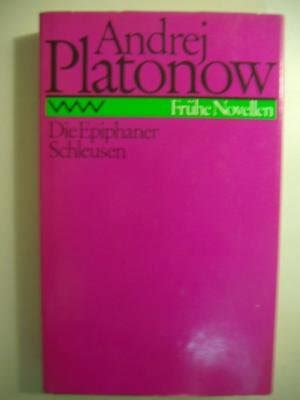 Andrej
Platonow
Frühe Novellen
Die Epiphaner
Schleusen